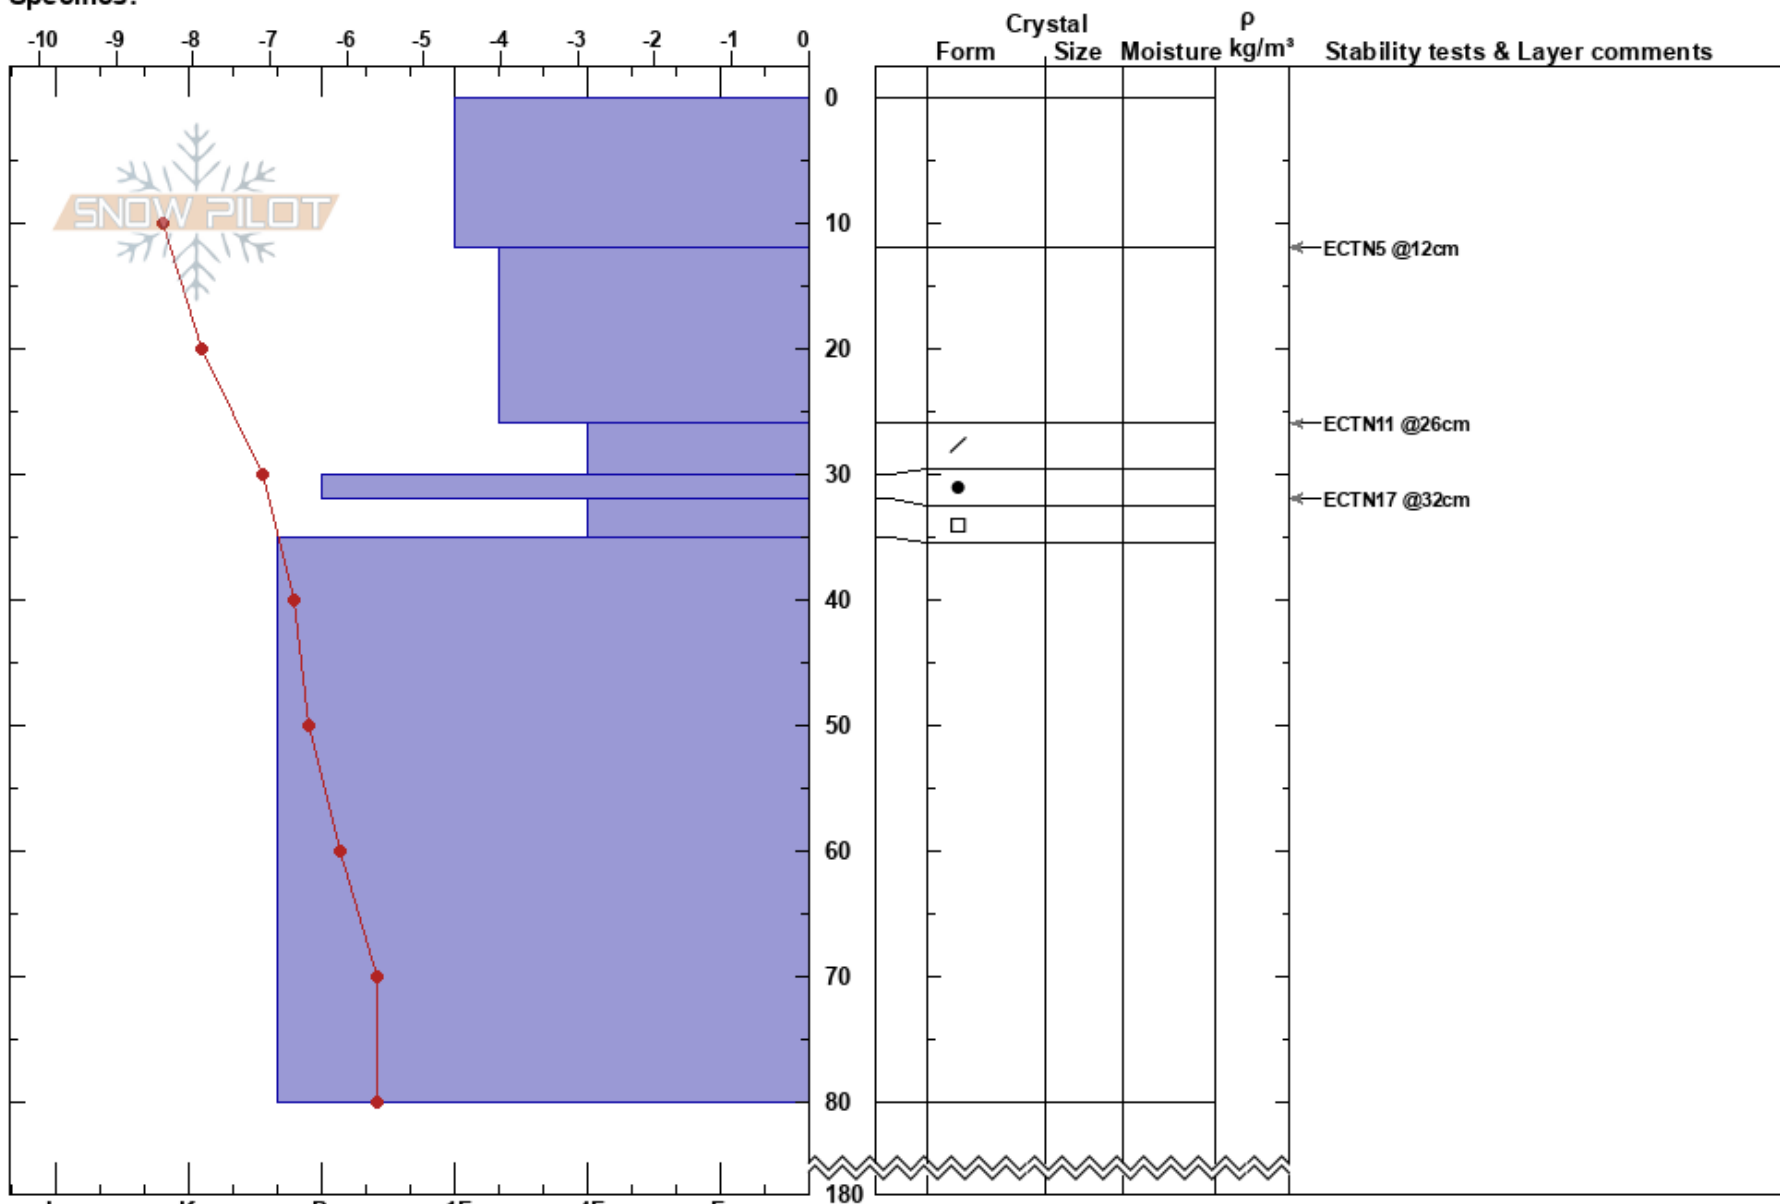 -10 -9 -8 -7 -6 -5 -4 -3 -2 -1 0
Crystal
Form Size Moisture ρ kg/m³ Stability tests & Layer comments
SNOW PILOT
0
10
ECTN5 @12cm
20
ECTN11 @26cm
30
ECTN17 @32cm
40
50
60
70
80
180